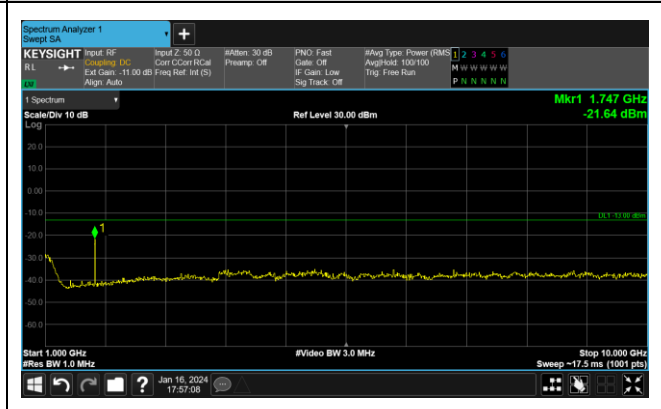 Spectrum Analyzer 1
Swept SA
KEYSIGHT Input: RF Input Z: 50 Ω #Atten: 30 dB PNO: Fast #Avg Type: Power (RMS 1 2 3 4 5 6
RL Coupling: DC Corr CCorr RCal Preamp: Off Gate: Off Avg|Hold: 100/100 M W W W W W
Ext Gain: -11.00 dB Freq Ref: Int (S) IF Gain: Low Trig: Free Run
Align: Auto Sig Track: Off P N N N N N
1 Spectrum Mkr1 1.747 GHz
Scale/Div 10 dB Ref Level 30.00 dBm -21.64 dBm
Log
20.0
10.0
0.00
-10.0
DL1 -13.00 dBm
-20.0
1
-30.0
-40.0
-50.0
-60.0
Start 1.000 GHz #Video BW 3.0 MHz Stop 10.000 GHz
#Res BW 1.0 MHz Sweep ~17.5 ms (1001 pts)
? Jan 16, 2024
17:57:08